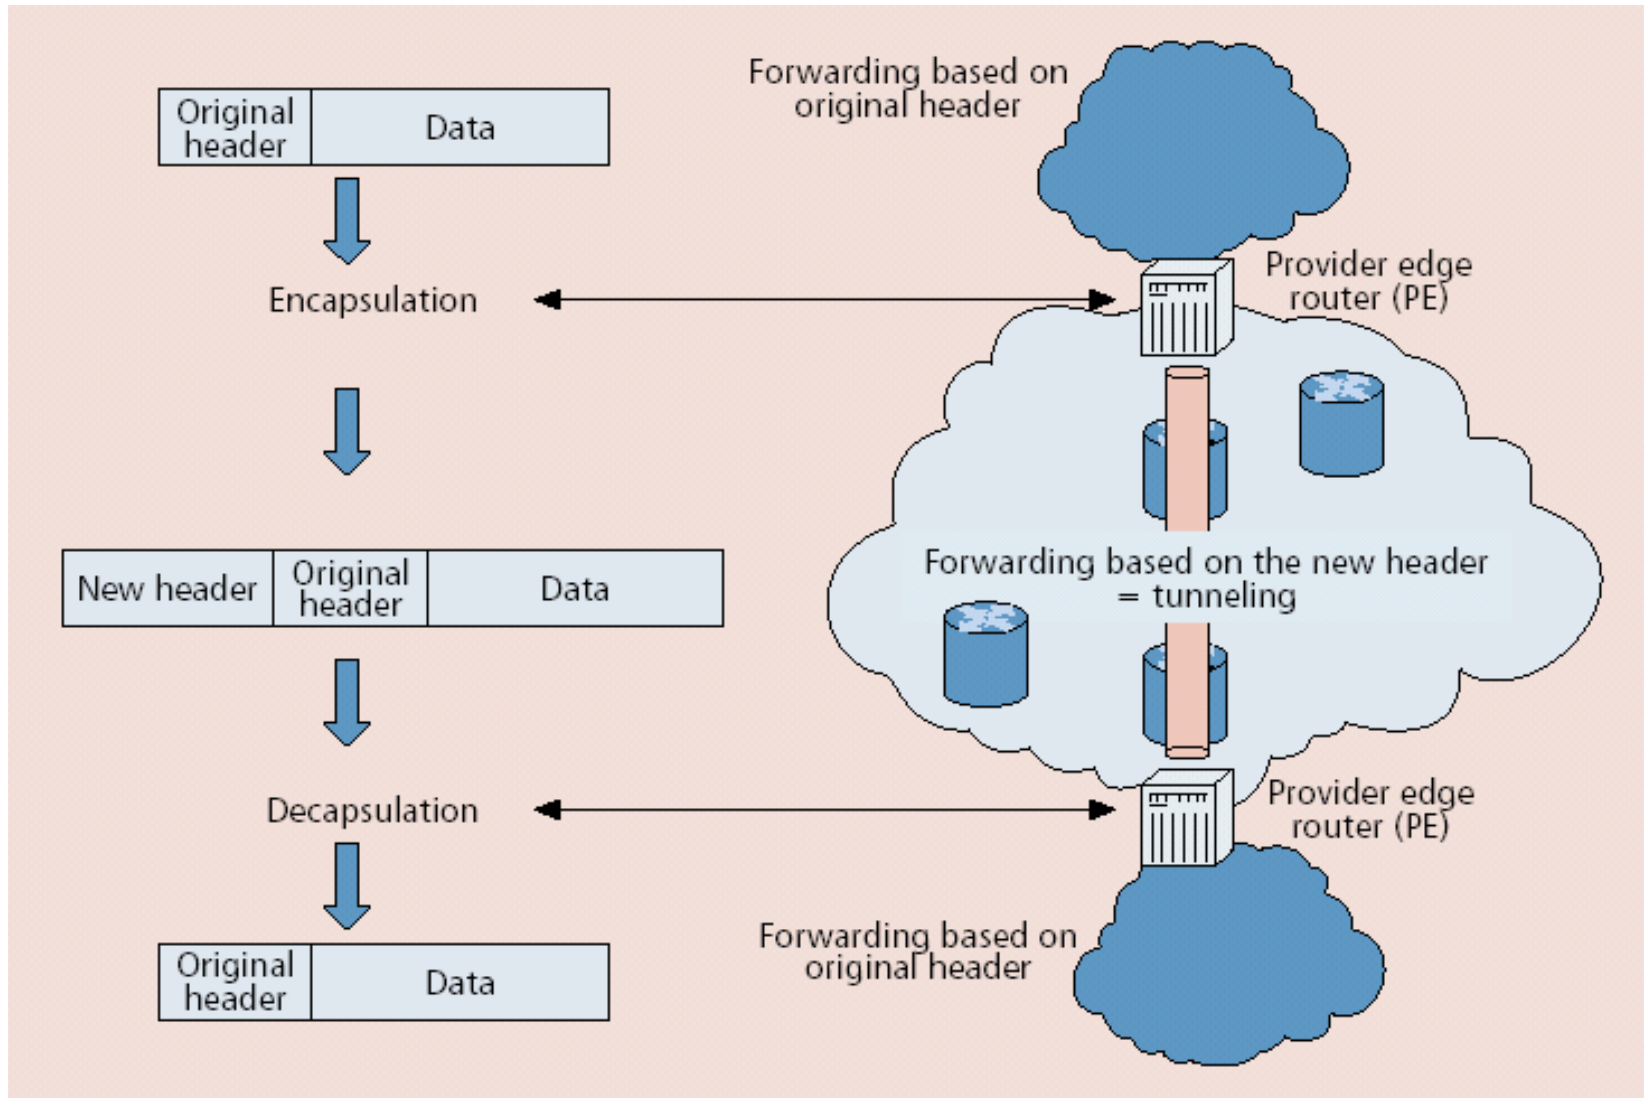 Forwarding based on
original header
Original
header
Data
Provider edge
router (PE)
Encapsulation
New header
Original
header
Data
Forwarding based on the new header
= tunneling
Decapsulation
Provider edge
router (PE)
Forwarding based on
original header
Original
header
Data